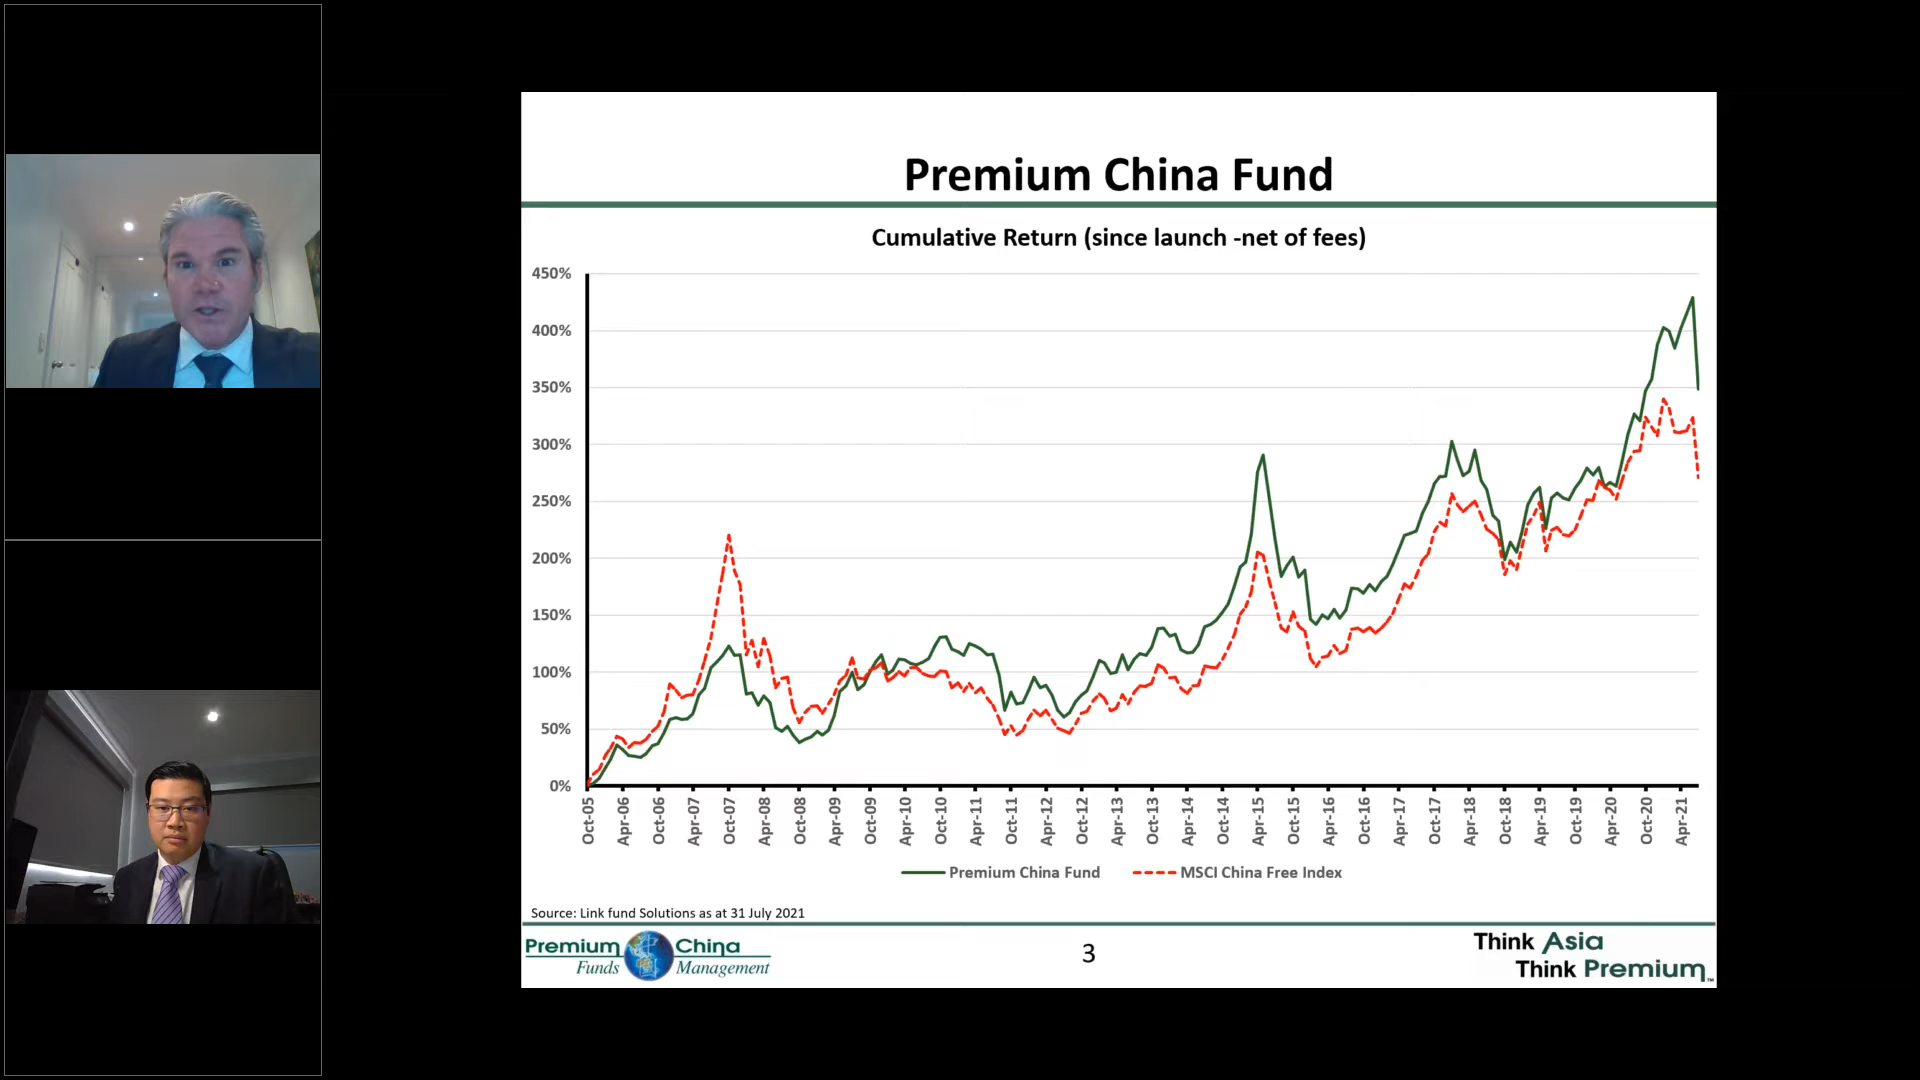 Premium China Fund
Cumulative Return (since launch -net of fees)
450%
400%
350%
300%
250%
200%
150%
100%
50%
0%
Oct-05
Apr-06
Oct-06
Apr-07
Oct-07
Apr-08
Oct-08
Apr-09
Oct-09
Apr-10
Oct-10
Apr-11
Oct-11
Apr-12
Oct-12
Apr-13
Oct-13
Apr-14
Oct-14
Apr-15
Oct-15
Apr-16
Oct-16
Apr-17
Oct-17
Apr-18
Oct-18
Apr-19
Oct-19
Apr-20
Oct-20
Apr-21
Premium China Fund
MSCI China Free Index
Source: Link fund Solutions as at 31 July 2021
Premium China
Funds Management
3
Think Asia
Think Premium™